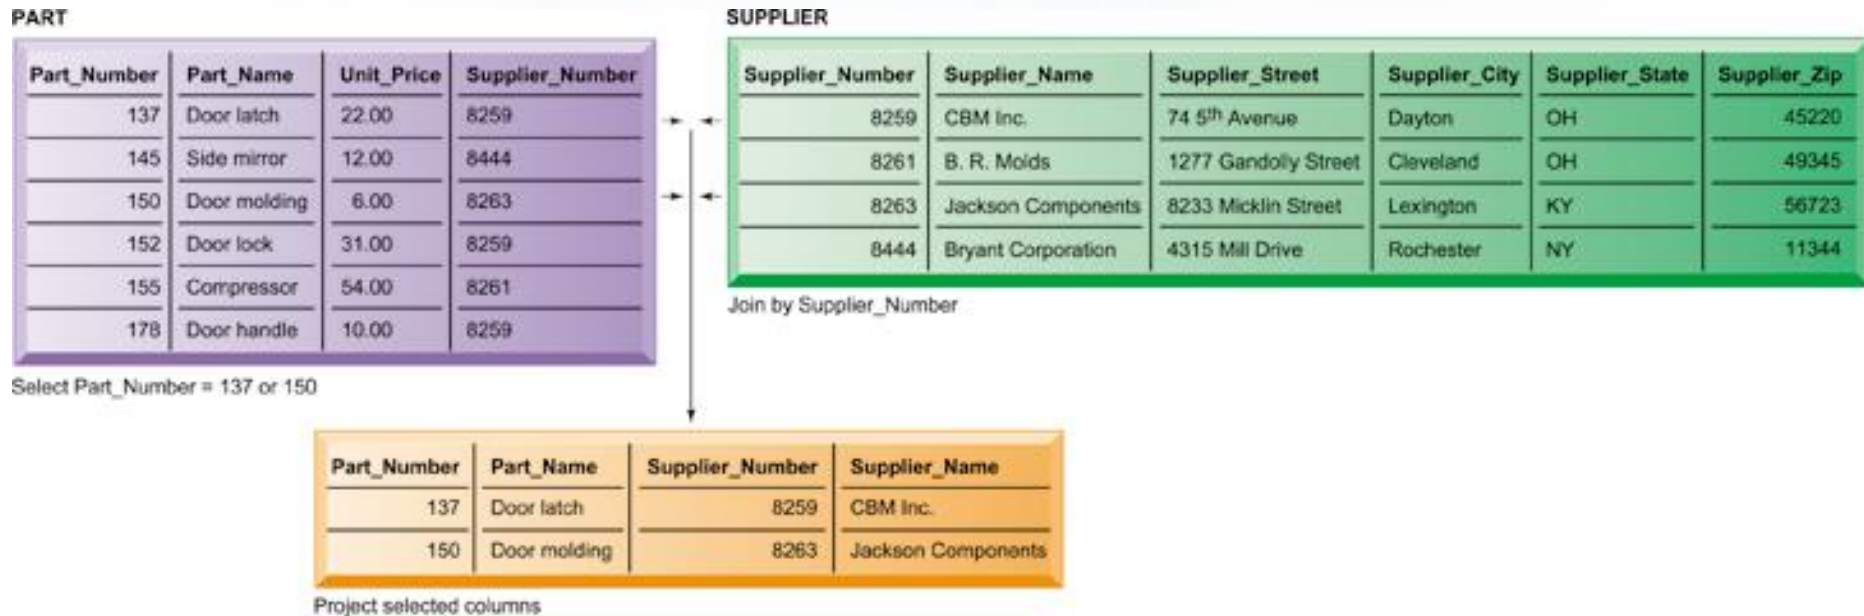 PART
Part_Number Part_Name Unit_Price Supplier_Number
137 Door latch 22.00 8259
145 Side mirror 12.00 8444
150 Door molding 6.00 8263
152 Door lock 31.00 8259
155 Compressor 54.00 8261
178 Door handle 10.00 8259
Select Part_Number = 137 or 150
SUPPLIER
Supplier_Number Supplier_Name Supplier_Street Supplier_City Supplier_State Supplier_Zip
8259 CBM Inc. 74 5th Avenue Dayton OH 45220
8261 B. R. Molds 1277 Gandolly Street Cleveland OH 49345
8263 Jackson Components 8233 Micklin Street Lexington KY 56723
8444 Bryant Corporation 4315 Mill Drive Rochester NY 11344
Join by Supplier_Number
Part_Number Part_Name Supplier_Number Supplier_Name
137 Door latch 8259 CBM Inc.
150 Door molding 8263 Jackson Components
Project selected columns